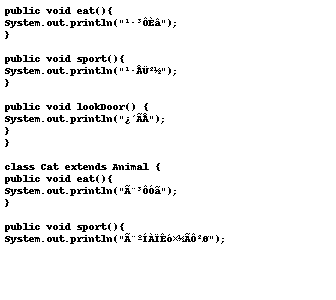 public void eat(){
System.out.println("¹·³ÔÈâ");
}
public void sport(){
System.out.println("¹·ÅÜ²½");
}
public void lookDoor() {
System.out.println("¿´ÃÅ");
}
}
class Cat extends Animal {
public void eat(){
System.out.println("Ã¨³ÔÓã");
}
public void sport(){
System.out.println("Ã¨ºÍÀÏÊó×½ÃÔ²Ø");